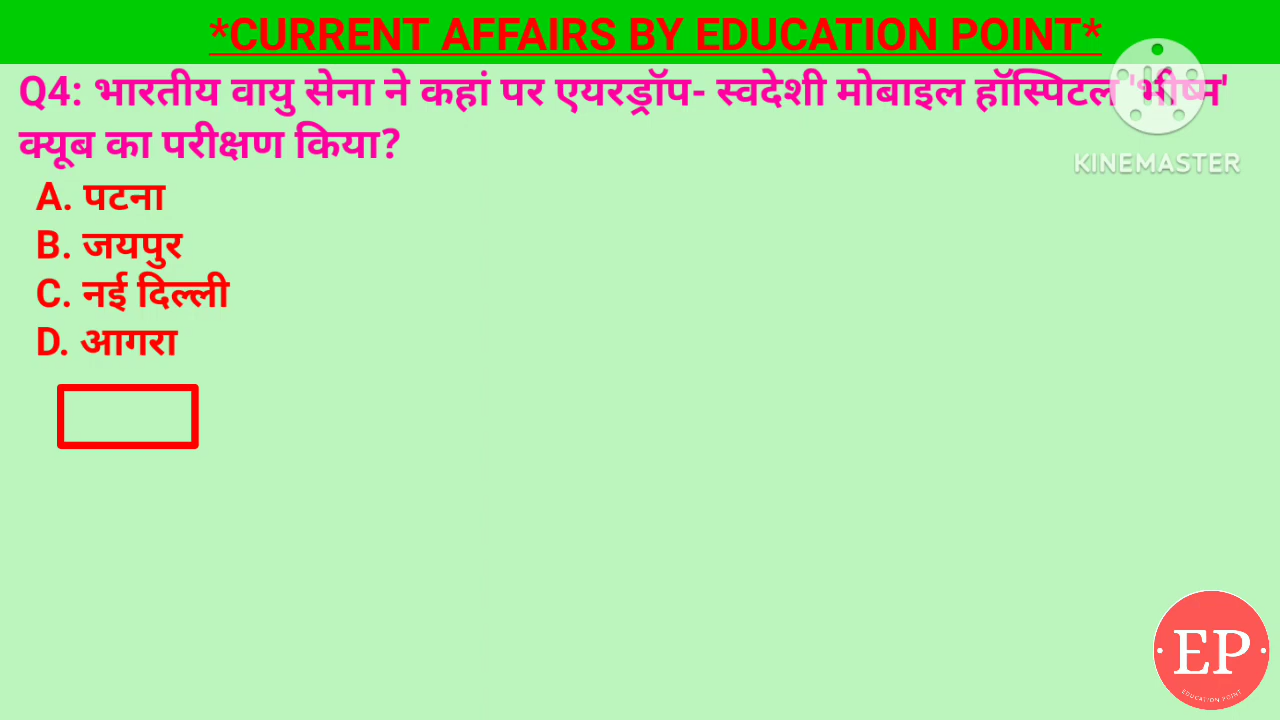 *CURRENT AFFAIRS BY EDUCATION POINT*
Q4: भारतीय वायु सेना ने कहां पर एयरड्रॉप- स्वदेशी मोबाइल हॉस्पिटल 'भीष्म'
क्यूब का परीक्षण किया?
KINEMASTER
A. पटना
B. जयपुर
C. नई दिल्ली
D. आगरा
EP
EDUCATION POINT